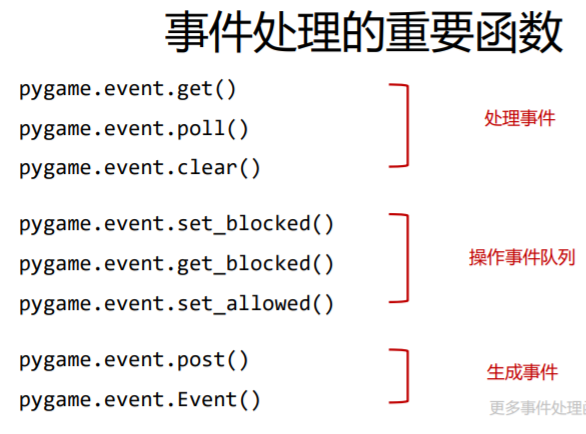 事件处理的重要函数
pygame.event.get()
pygame.event.poll()
处理事件
pygame.event.clear()
pygame.event.set_blocked()
pygame.event.get_blocked()
操作事件队列
pygame.event.set_allowed()
pygame.event.post()
生成事件
pygame.event.Event()
更多事件处理